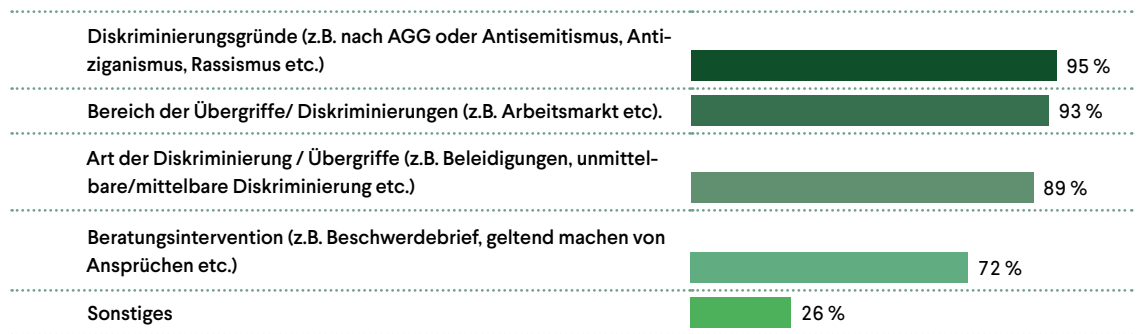 Diskriminierungsgründe (z.B. nach AGG oder Antisemitismus, Anti-
ziganismus, Rassismus etc.)
95 %
Bereich der Übergriffe/ Diskriminierungen (z.B. Arbeitsmarkt etc).
93 %
Art der Diskriminierung / Übergriffe (z.B. Beleidigungen, unmittel-
bare/mittelbare Diskriminierung etc.)
89 %
Beratungsintervention (z.B. Beschwerdebrief, geltend machen von
Ansprüchen etc.)
72 %
Sonstiges
26 %